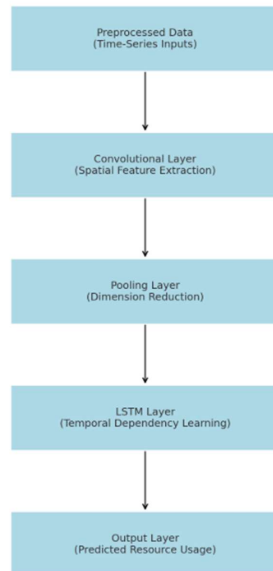 Preprocessed Data
(Time-Series Inputs)
Convolutional Layer
(Spatial Feature Extraction)
Pooling Layer
(Dimension Reduction)
LSTM Layer
(Temporal Dependency Learning)
Output Layer
(Predicted Resource Usage)